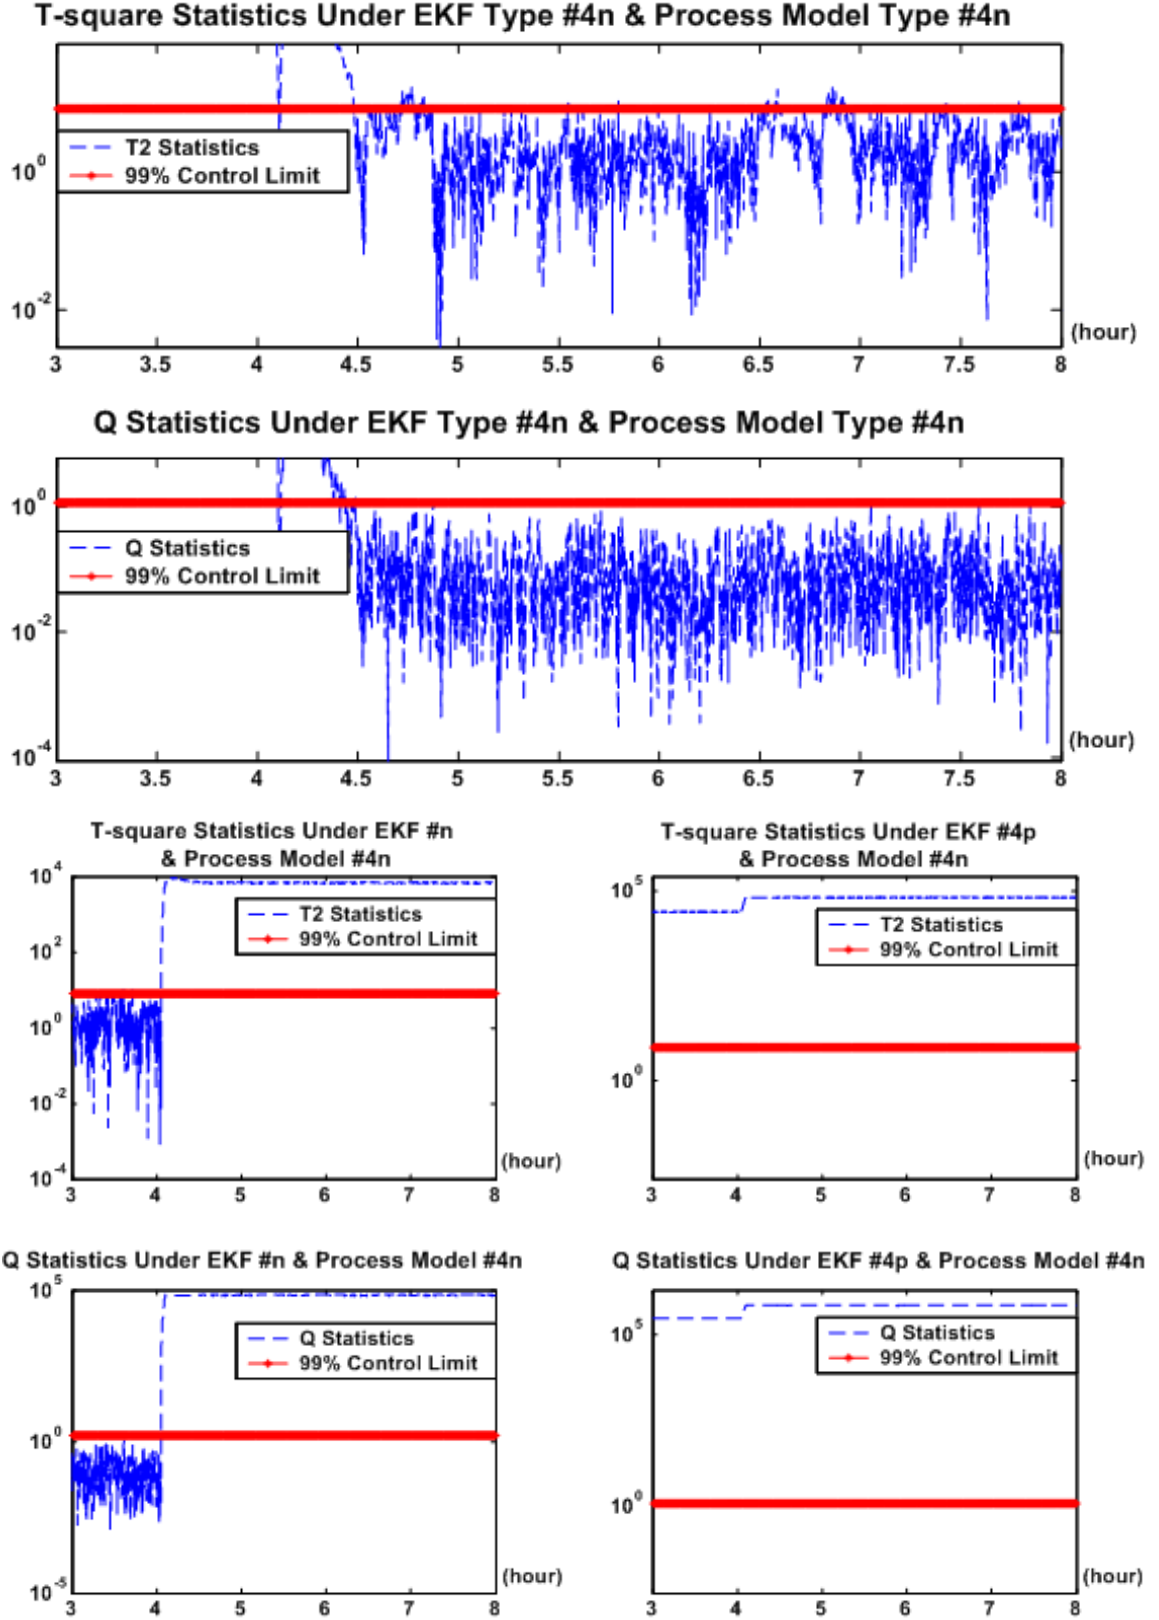 T-square Statistics Under EKF Type #4n & Process Model Type #4n
T2 Statistics
99% Control Limit
10^0
10^-2
(hour)
3 3.5 4 4.5 5 5.5 6 6.5 7 7.5 8
Q Statistics Under EKF Type #4n & Process Model Type #4n
10^0
Q Statistics
99% Control Limit
10^-2
10^-4
(hour)
3 3.5 4 4.5 5 5.5 6 6.5 7 7.5 8
T-square Statistics Under EKF #n
& Process Model #4n
10^4
T2 Statistics
99% Control Limit
10^2
10^0
10^-2
10^-4
(hour)
3 4 5 6 7 8
T-square Statistics Under EKF #4p
& Process Model #4n
10^5
T2 Statistics
99% Control Limit
10^0
(hour)
3 4 5 6 7 8
Q Statistics Under EKF #n & Process Model #4n
10^5
Q Statistics
99% Control Limit
10^0
10^-5
(hour)
3 4 5 6 7 8
Q Statistics Under EKF #4p & Process Model #4n
10^5
Q Statistics
99% Control Limit
10^0
(hour)
3 4 5 6 7 8